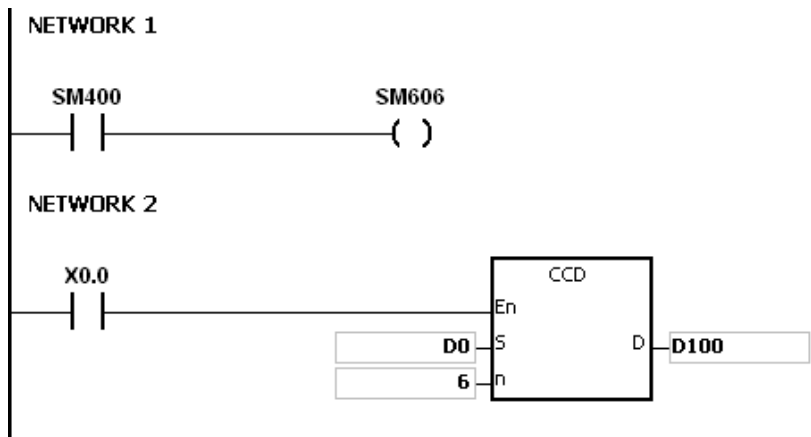 NETWORK 1
SM400 SM606
NETWORK 2
X0.0
CCD
En
D0 S D D100
6 n